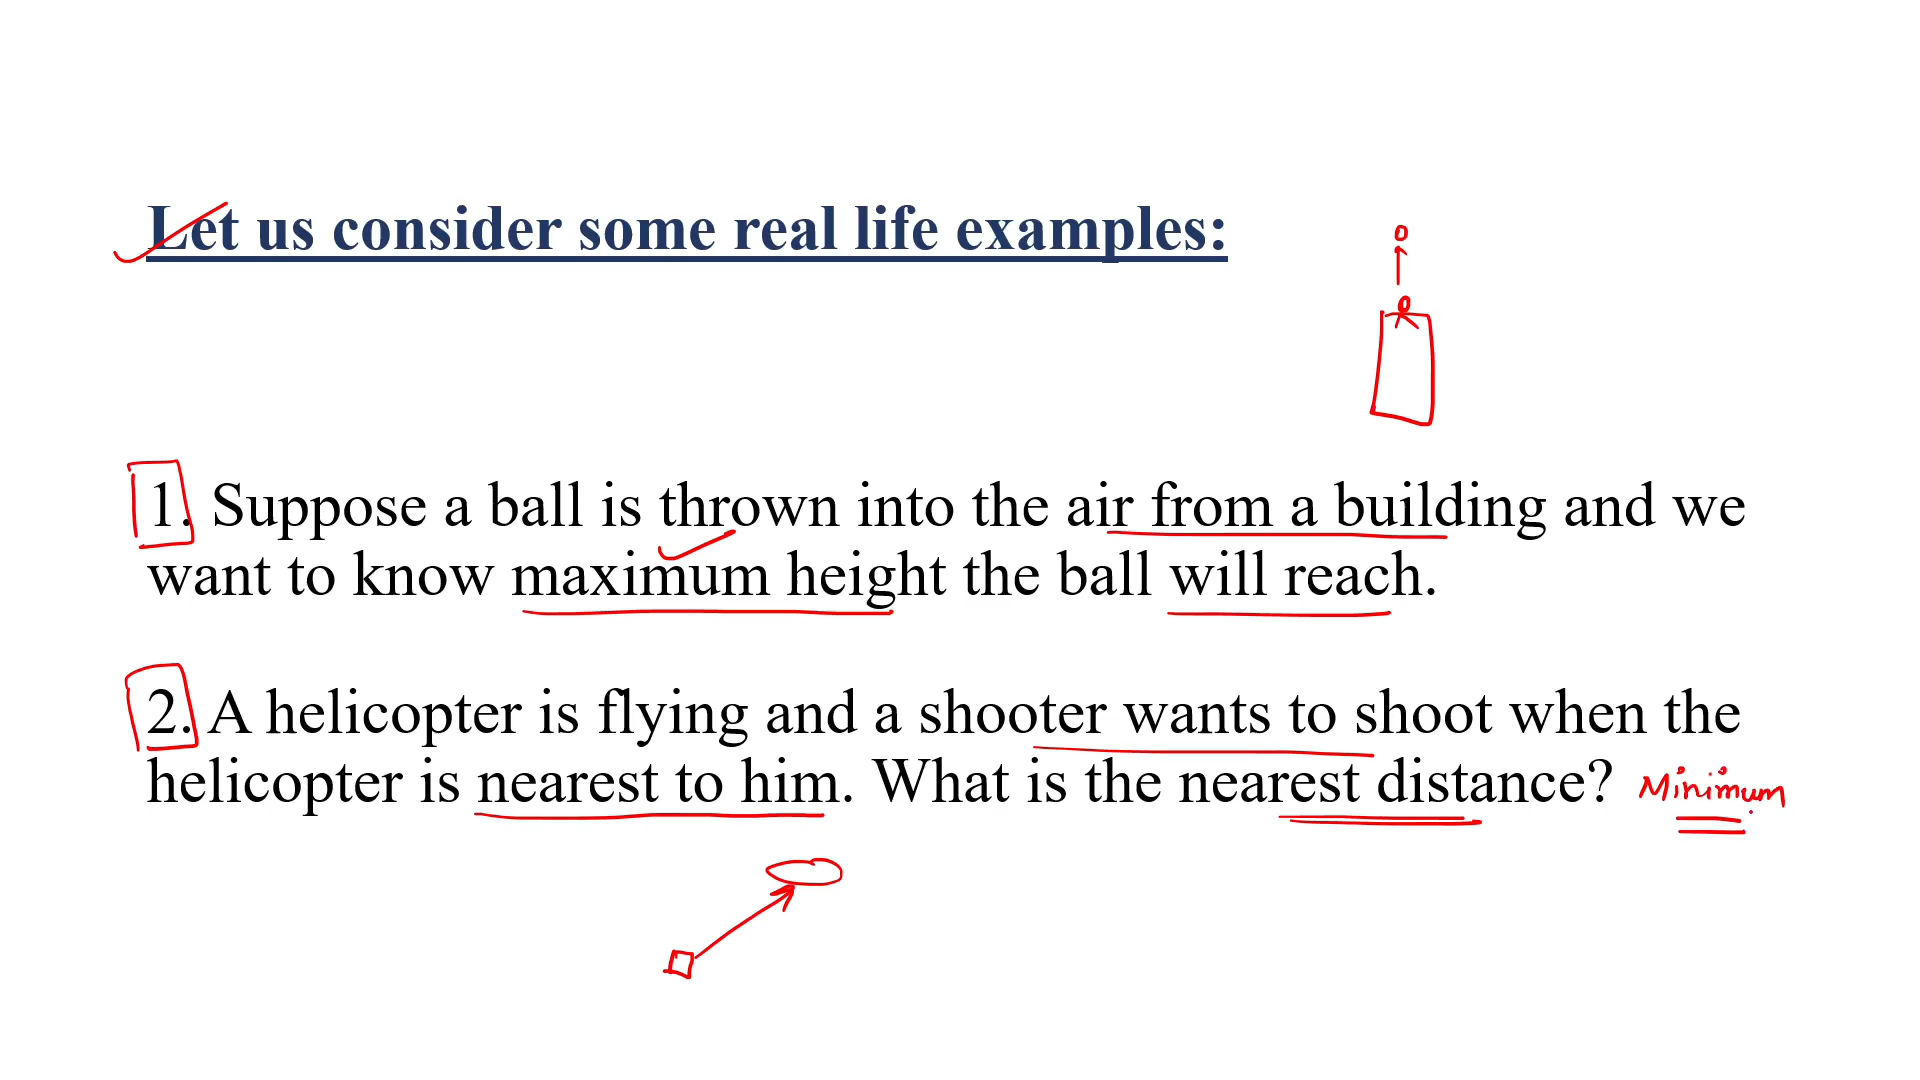 Let us consider some real life examples:
1. Suppose a ball is thrown into the air from a building and we
want to know maximum height the ball will reach.
2. A helicopter is flying and a shooter wants to shoot when the
helicopter is nearest to him. What is the nearest distance? Minimum